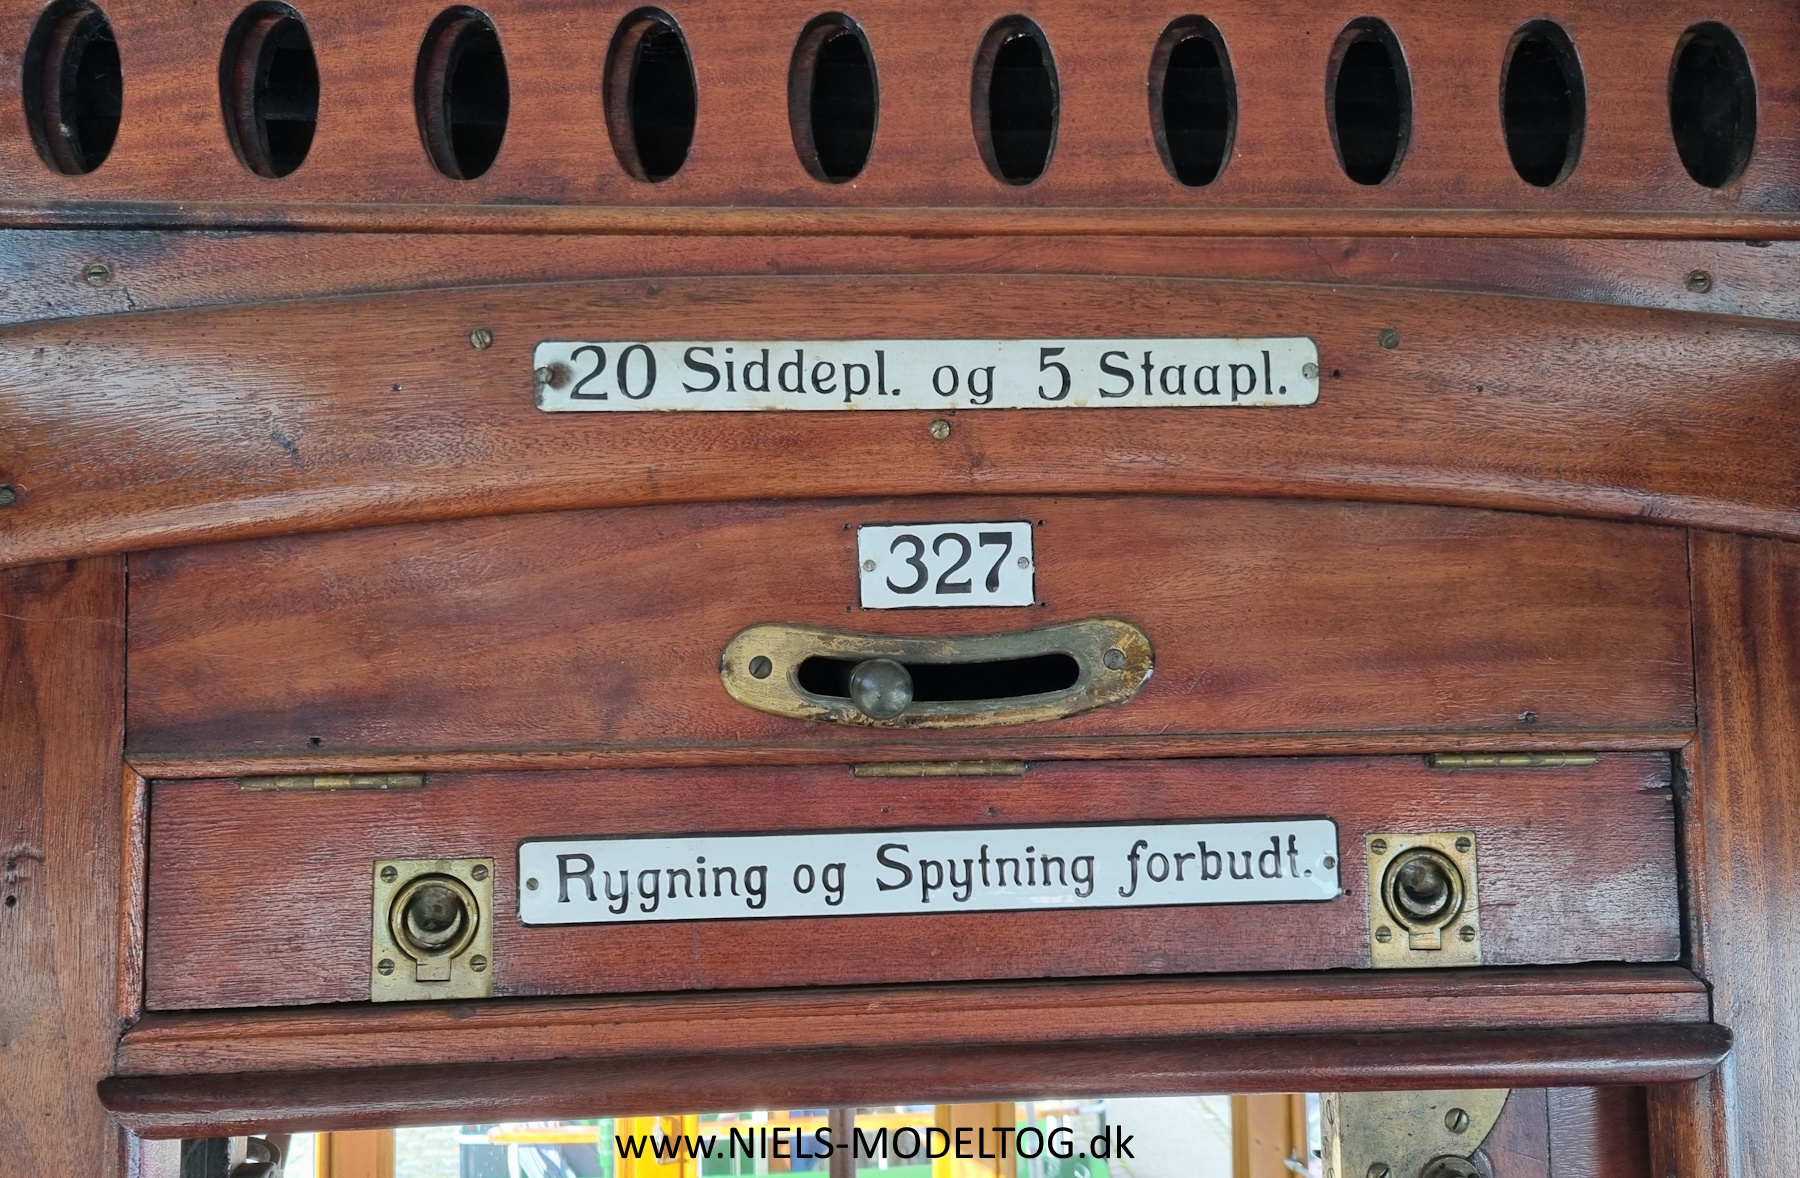 20 Siddepl. og 5 Staapl.
327
Rygning og Spytning forbudt.
www.NIELS-MODELTOG.dk